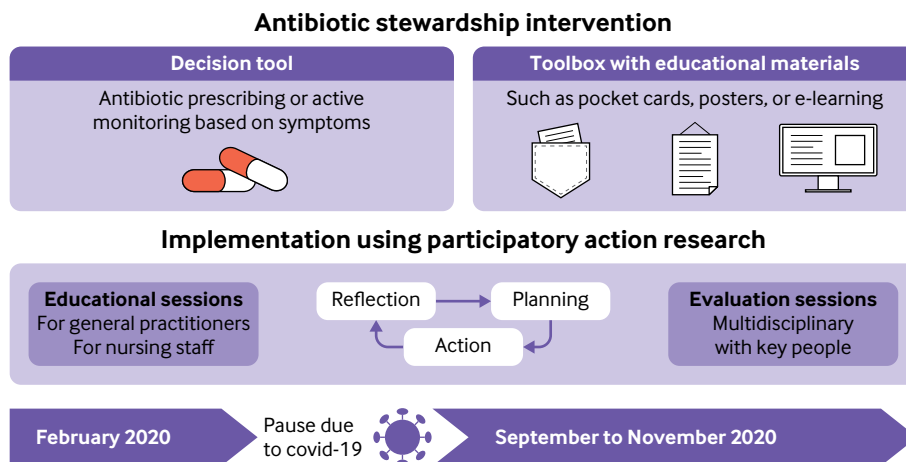 Antibiotic stewardship intervention
Decision tool
Antibiotic prescribing or active
monitoring based on symptoms
Toolbox with educational materials
Such as pocket cards, posters, or e-learning
Implementation using participatory action research
Educational sessions
For general practitioners
For nursing staff
Reflection
Planning
Action
Evaluation sessions
Multidisciplinary
with key people
February 2020
Pause due
to covid-19
September to November 2020